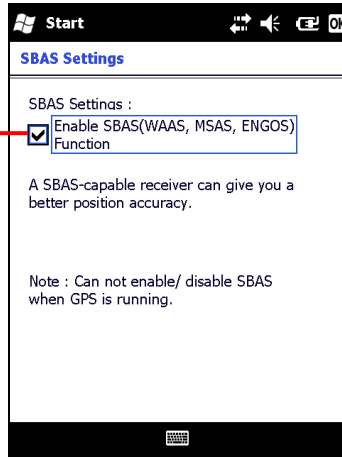 Start
OK
SBAS Settings
SBAS Settings :
Enable SBAS(WAAS, MSAS, ENGOS)
Function
A SBAS-capable receiver can give you a
better position accuracy.
Note : Can not enable/ disable SBAS
when GPS is running.